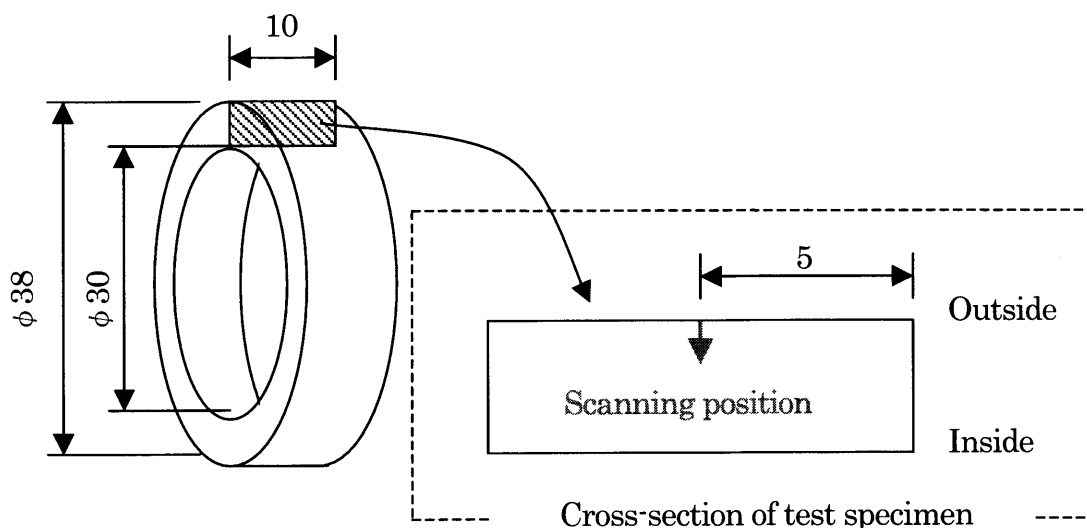 10
φ38
φ30
5
Outside
Scanning position
Inside
Cross-section of test specimen